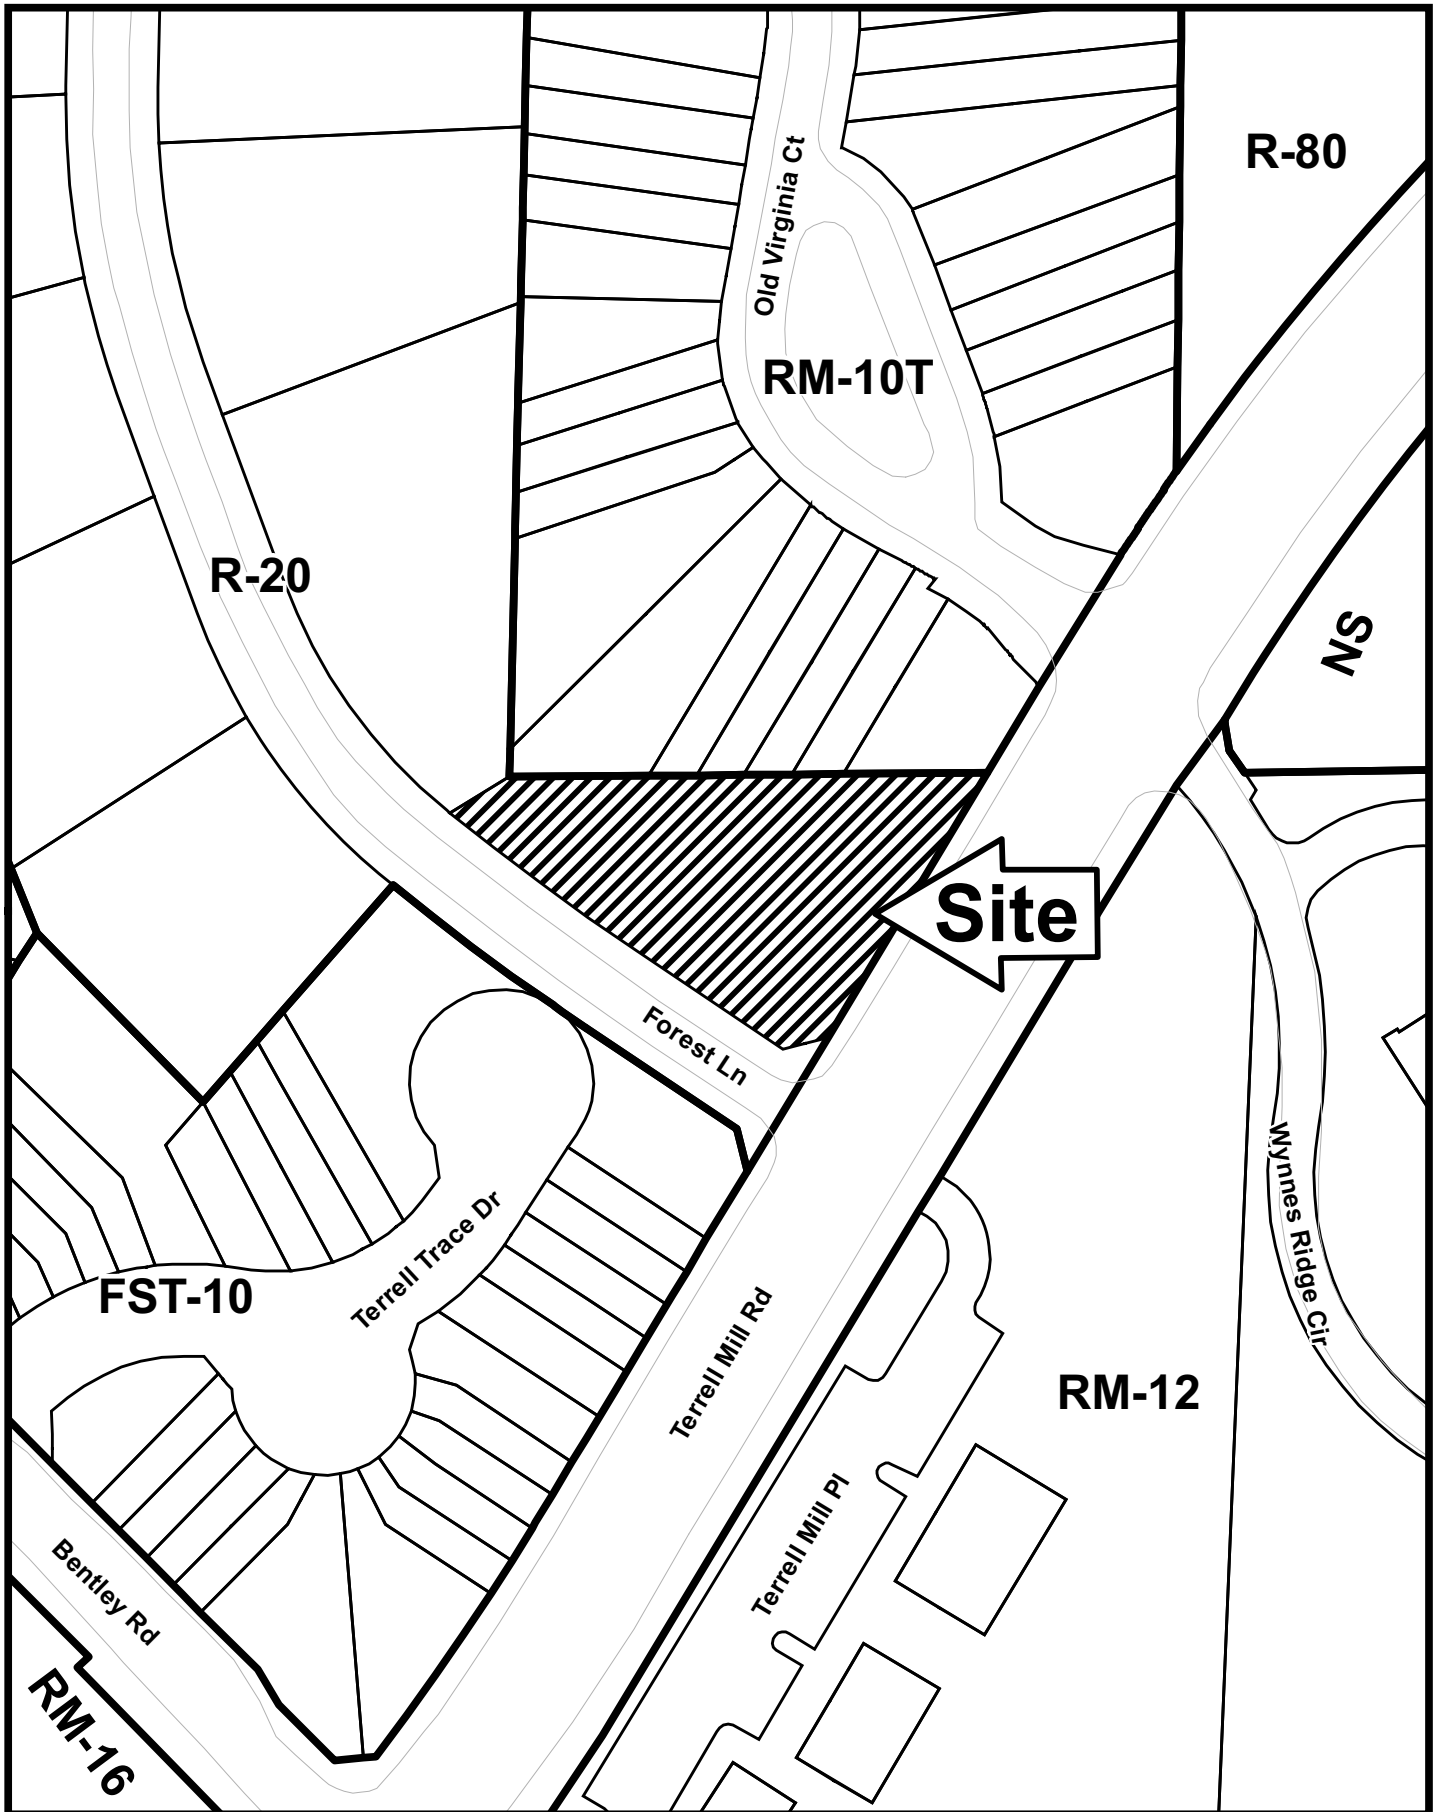 R-80
Old Virginia Ct
RM-10T
R-20
NS
Site
Forest Ln
Wynnes Ridge Cir
Terrell Trace Dr
FST-10
Terrell Mill Rd
RM-12
Terrell Mill Pl
Bentley Rd
RM-16